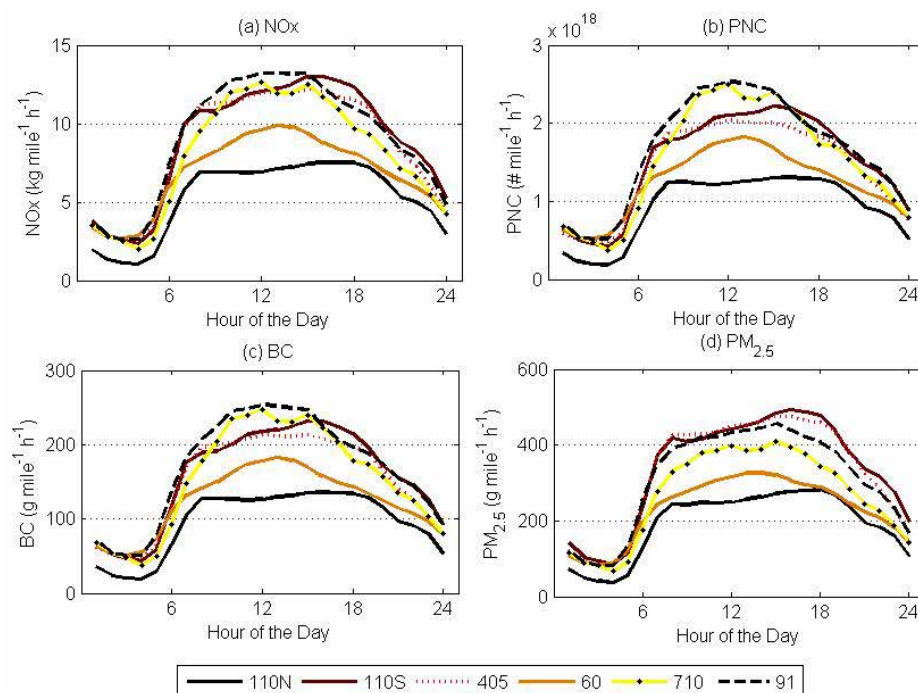 (a) NOx
15
10
5
0
6 12 18 24
NOx (kg mile⁻¹ h⁻¹)
Hour of the Day
x 10¹⁸ (b) PNC
3
2
1
0
6 12 18 24
PNC (# mile⁻¹ h⁻¹)
Hour of the Day
(c) BC
300
200
100
0
6 12 18 24
BC (g mile⁻¹ h⁻¹)
Hour of the Day
(d) PM₂.₅
600
400
200
0
6 12 18 24
PM₂.₅ (g mile⁻¹ h⁻¹)
Hour of the Day
110N 110S 405 60 710 91